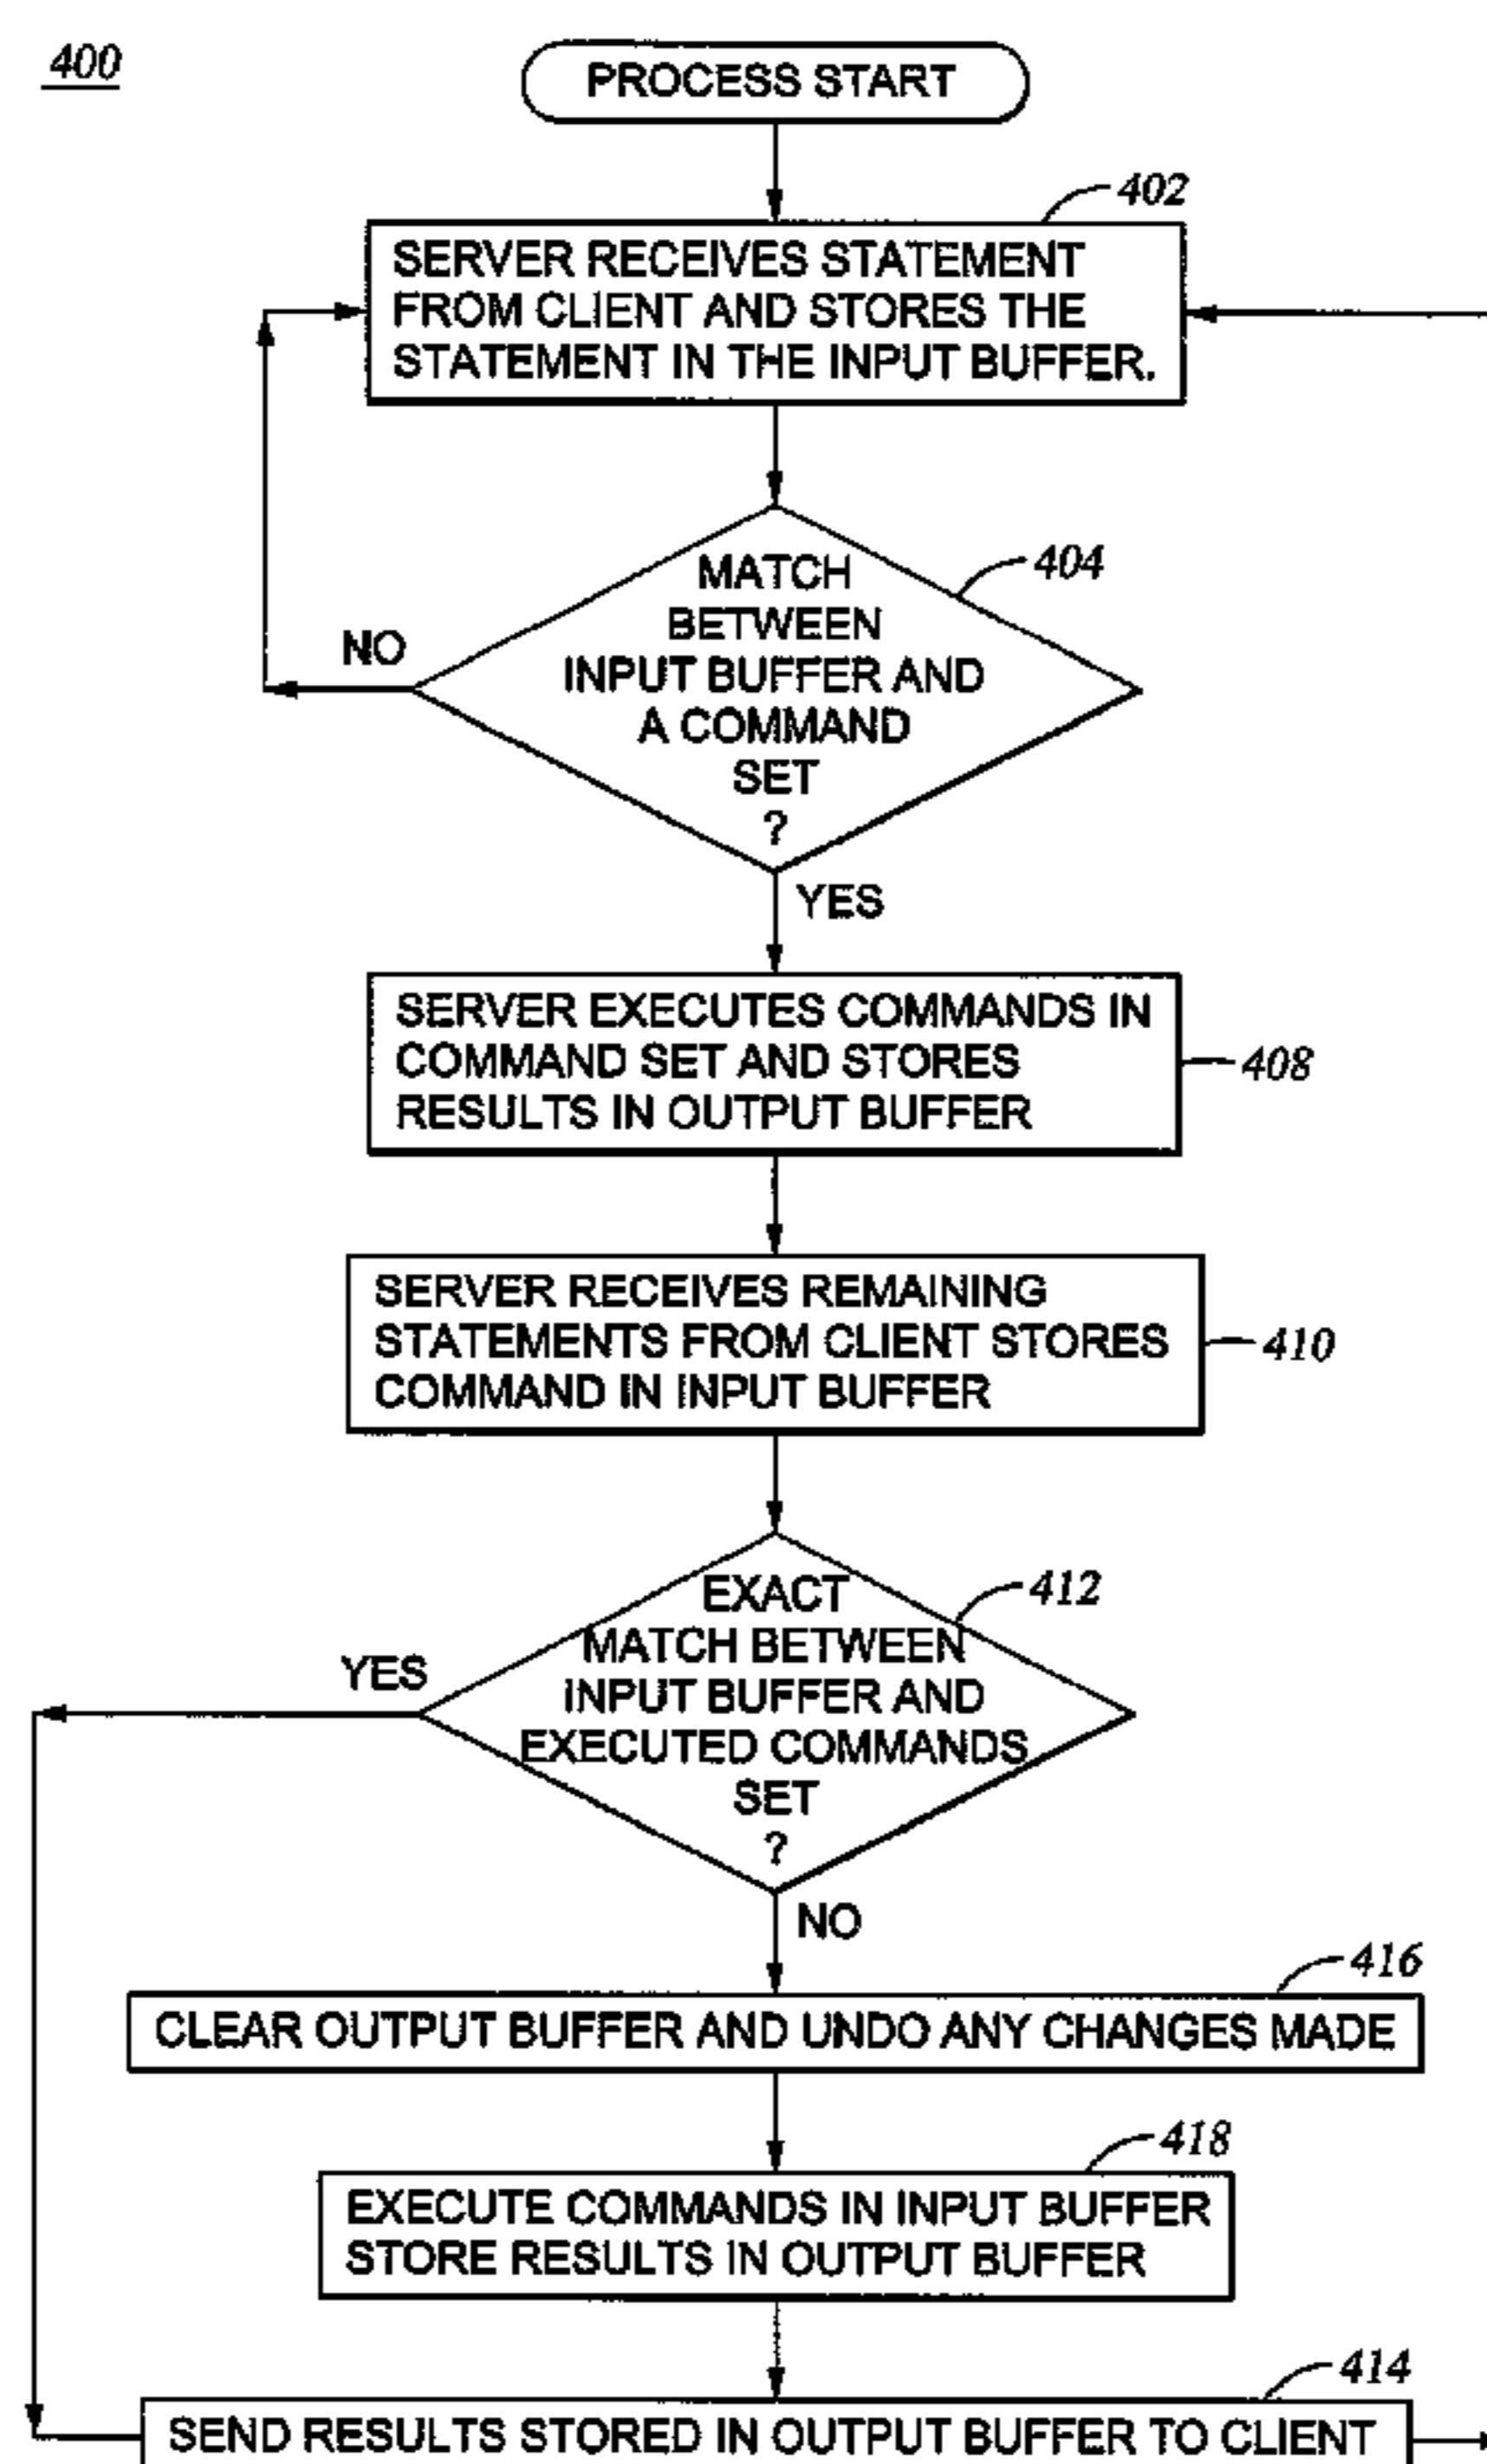 400
PROCESS START
402
SERVER RECEIVES STATEMENT
FROM CLIENT AND STORES THE
STATEMENT IN THE INPUT BUFFER.
404
MATCH
BETWEEN
INPUT BUFFER AND
A COMMAND
SET
?
NO
YES
SERVER EXECUTES COMMANDS IN
COMMAND SET AND STORES
RESULTS IN OUTPUT BUFFER
408
SERVER RECEIVES REMAINING
STATEMENTS FROM CLIENT STORES
COMMAND IN INPUT BUFFER
410
412
EXACT
MATCH BETWEEN
INPUT BUFFER AND
EXECUTED COMMANDS
SET
?
YES
NO
416
CLEAR OUTPUT BUFFER AND UNDO ANY CHANGES MADE
418
EXECUTE COMMANDS IN INPUT BUFFER
STORE RESULTS IN OUTPUT BUFFER
414
SEND RESULTS STORED IN OUTPUT BUFFER TO CLIENT